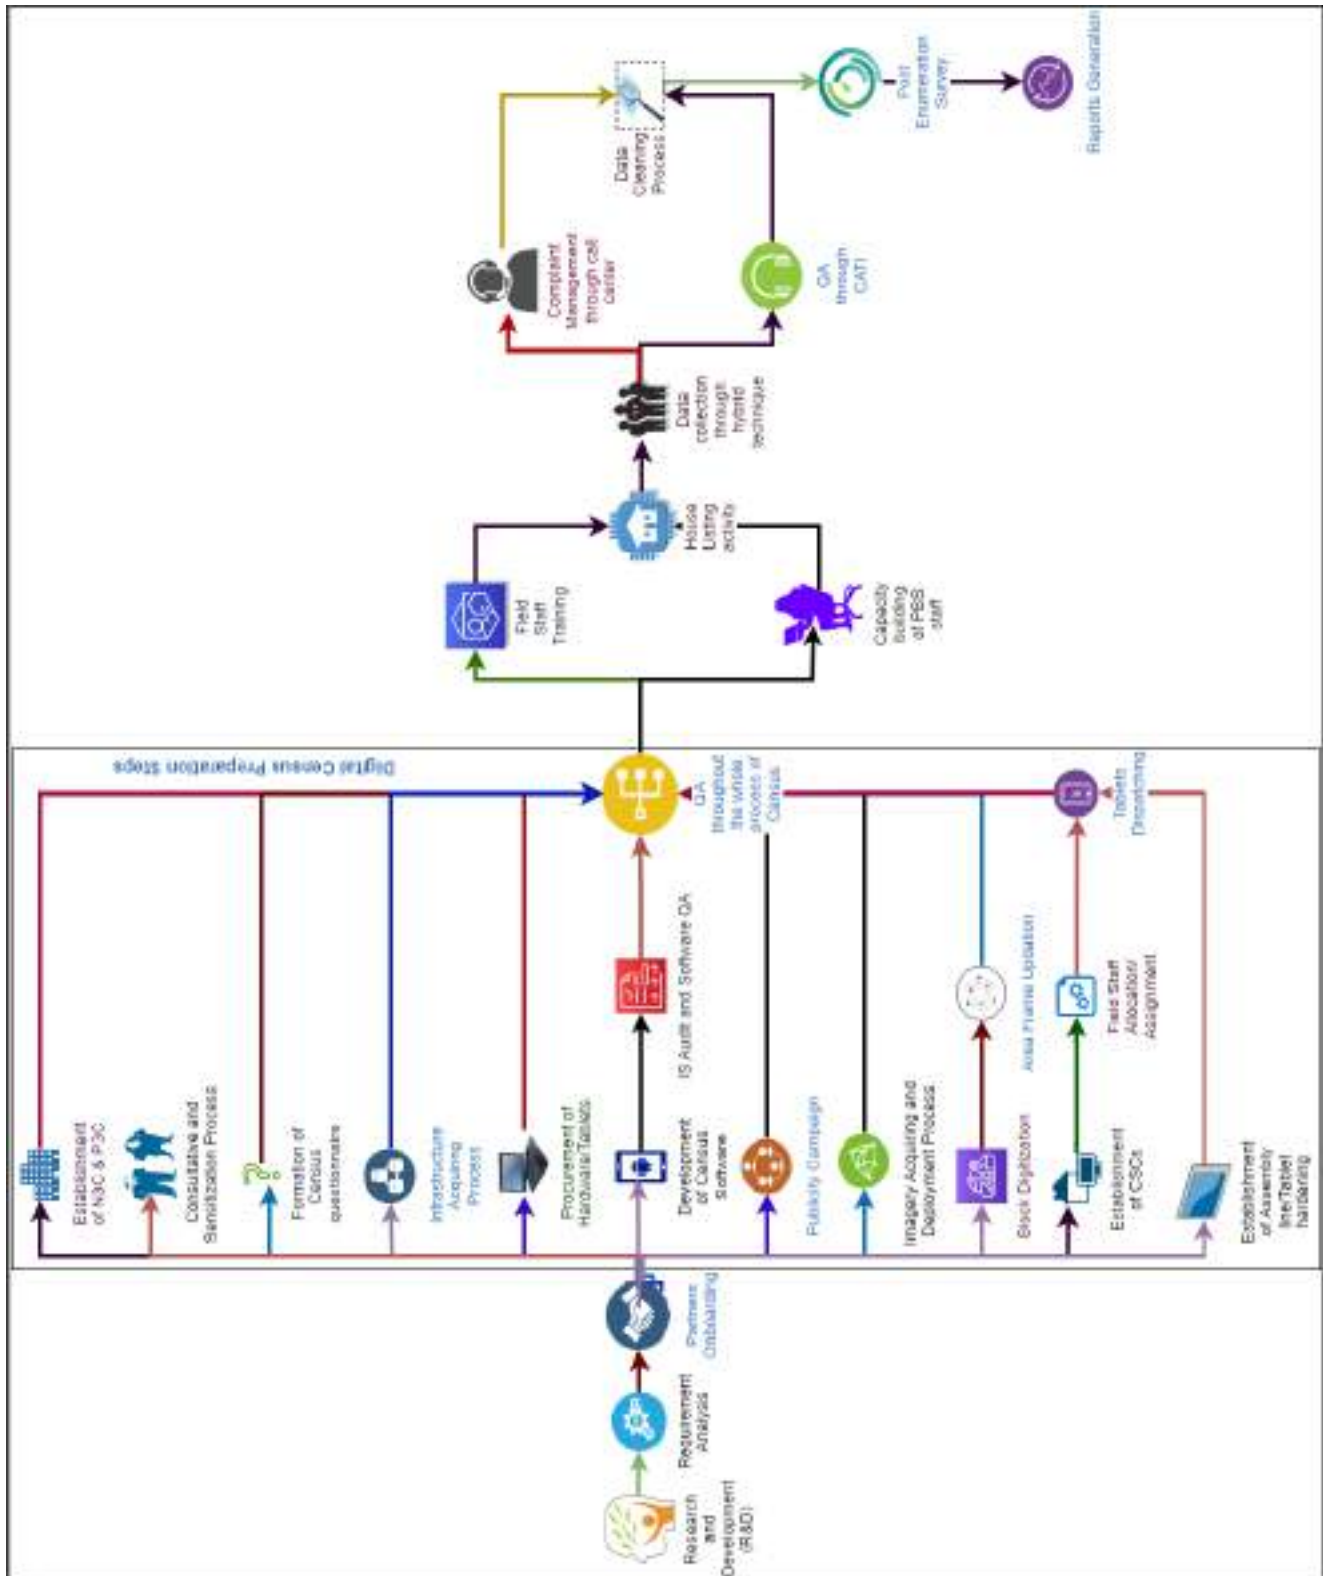 Research
and
Development
(R&D)
Requirement
Analysis
Partners
Onboarding
Digital Census Preparation Steps
Establishment
of N3C & P3C
Consultative and
Sensitization Process
Formation of
Census
questionnaire
Infrastructure
Acquiring
Process
Procurement of
Hardware/Tablets
Development
of Census
Software
Publicity Campaign
Imagery Acquiring and
Deployment Process
Block Digitization
Establishment
of CSCs
Establishment
of Assembly
line/Tablet
hardening
IS Audit and Software QA
Area Frame Updation
Field Staff
Allocation/
Assignment
QA
throughout
the whole
process of
Census
Tablets
Dispatching
Field
Staff
Training
Capacity
building
of PBS
staff
House
Listing
activity
Data
collection
through
hybrid
technique
Complaint
Management
through call
center
QA
through
CATI
Data
Cleaning
Process
Post
Enumeration
Survey
Reports Generation